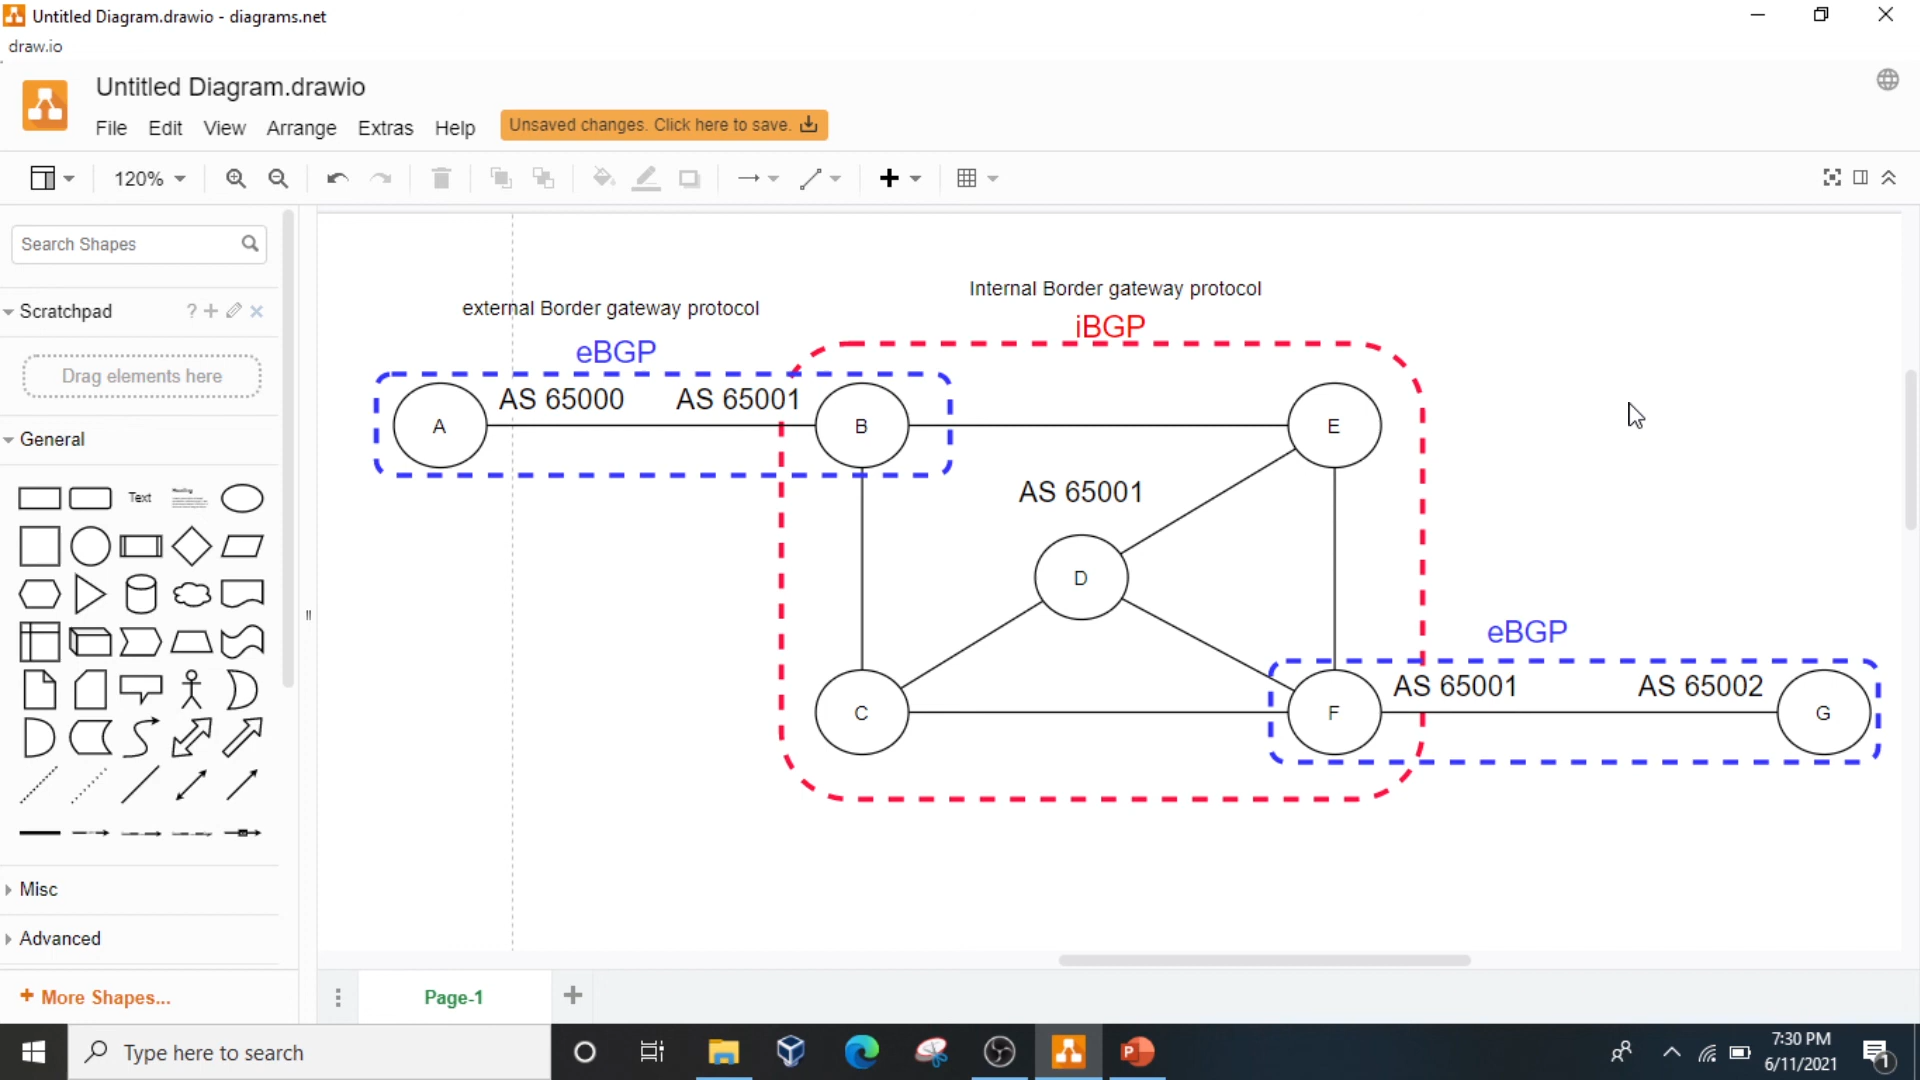 Untitled Diagram.drawio - diagrams.net
draw.io
Untitled Diagram.drawio
File Edit View Arrange Extras Help
Unsaved changes. Click here to save.
120%
Search Shapes
Scratchpad
?
Drag elements here
General
Text
Heading
Misc
Advanced
+ More Shapes...
external Border gateway protocol
Internal Border gateway protocol
iBGP
eBGP
A
AS 65000
AS 65001
B
E
AS 65001
D
eBGP
C
F
AS 65001
AS 65002
G
Page-1
Type here to search
7:30 PM
6/11/2021
1